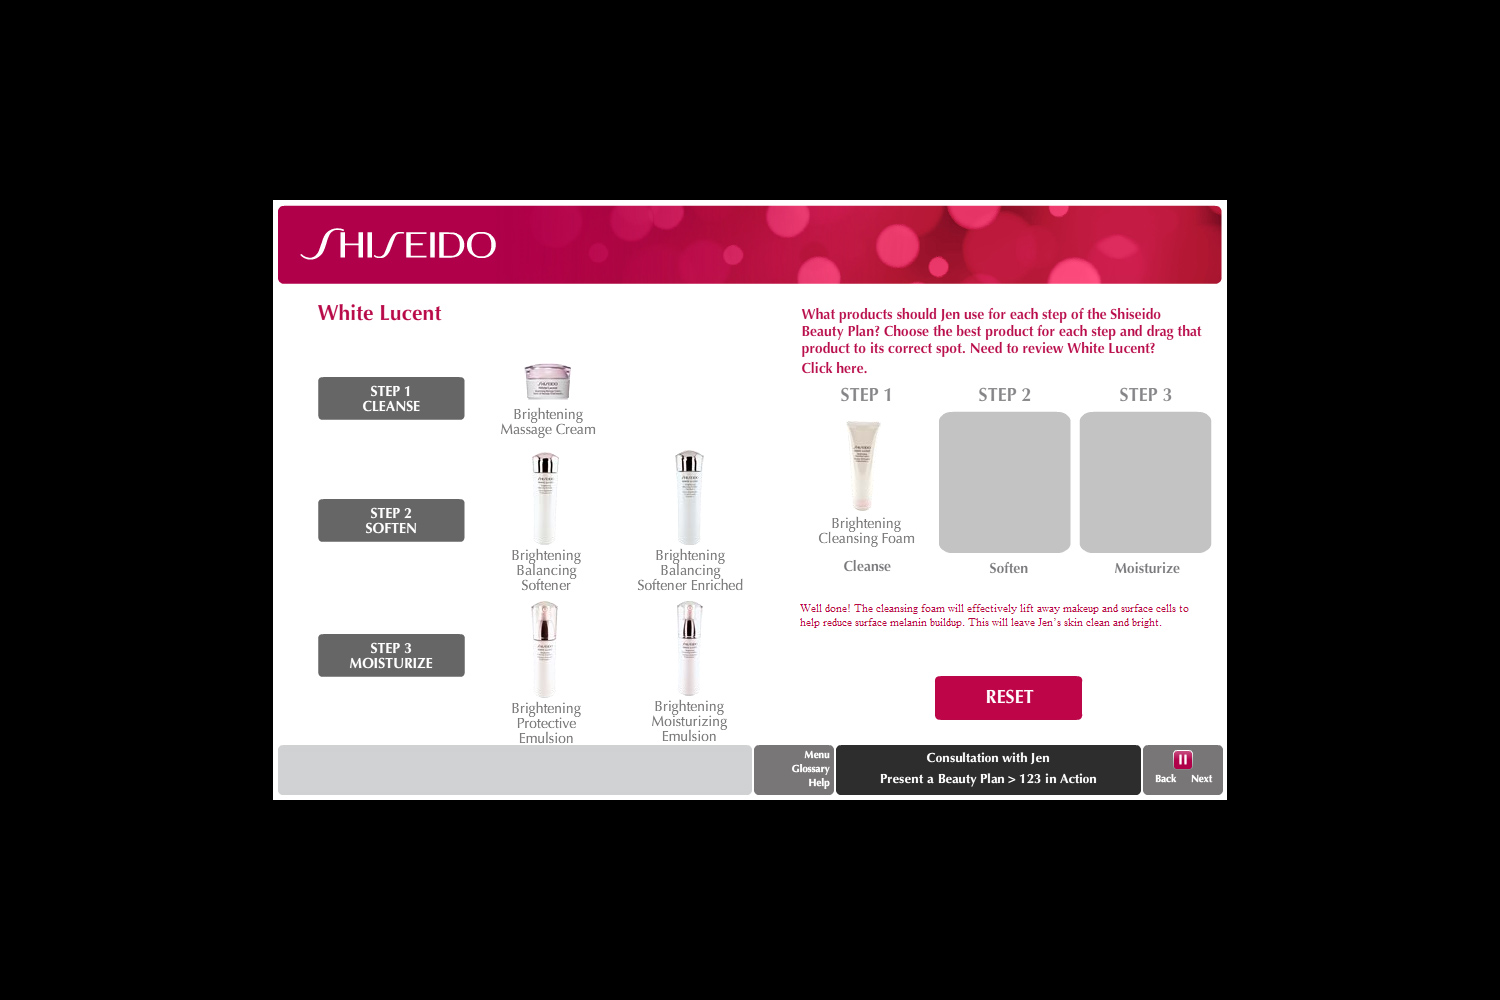 SHISEIDO
White Lucent
What products should Jen use for each step of the Shiseido
Beauty Plan? Choose the best product for each step and drag that
product to its correct spot. Need to review White Lucent?
Click here.
STEP 1
CLEANSE
Brightening
Massage Cream
STEP 2
SOFTEN
Brightening
Balancing
Softener
Brightening
Balancing
Softener Enriched
STEP 3
MOISTURIZE
Brightening
Protective
Emulsion
Brightening
Moisturizing
Emulsion
STEP 1
STEP 2
STEP 3
Brightening
Cleansing Foam
Cleanse
Soften
Moisturize
Well done! The cleansing foam will effectively lift away makeup and surface cells to
help reduce surface melanin buildup. This will leave Jen's skin clean and bright.
RESET
Menu
Glossary
Help
Consultation with Jen
Present a Beauty Plan > 123 in Action
Back
Next